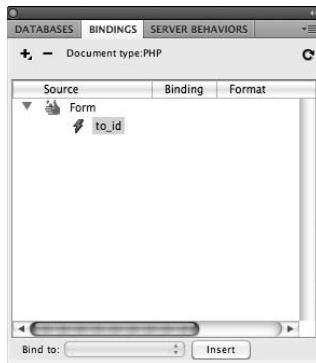 DATABASES BINDINGS SERVER BEHAVIORS
Document type:PHP
Source Binding Format
Form
to_id
Bind to: Insert